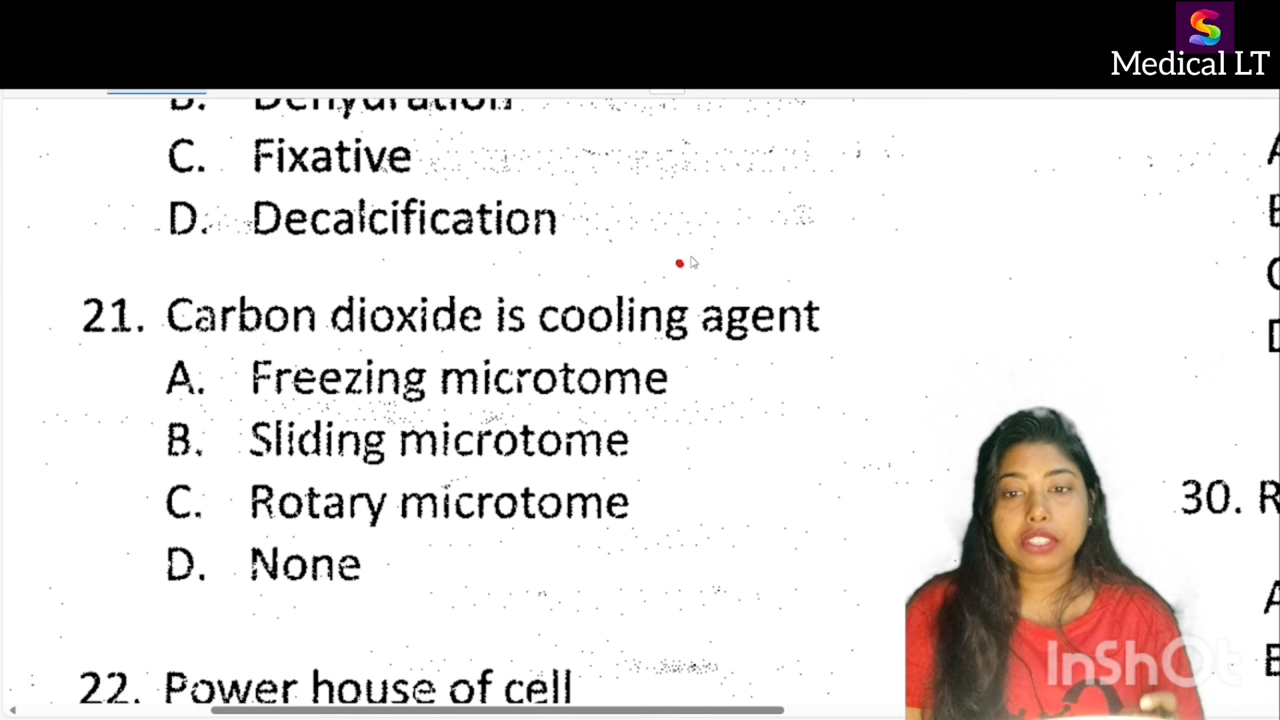 Medical LT
B. Dehydration
C. Fixative
D. Decalcification
21. Carbon dioxide is cooling agent
A. Freezing microtome
B. Sliding microtome
C. Rotary microtome
D. None
22. Power house of cell
30. R
InShOt